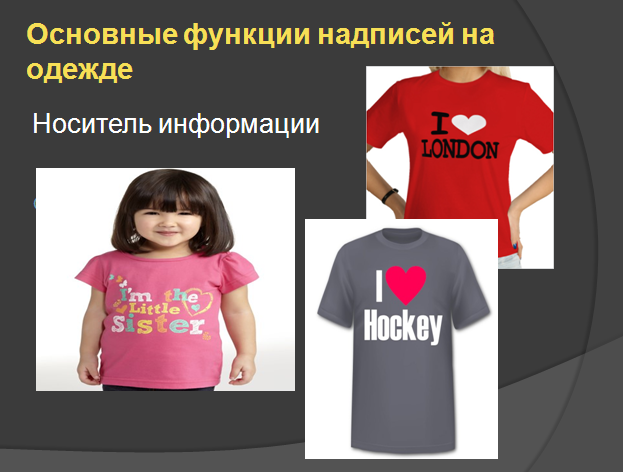 Основные функции надписей на
одежде
Носитель информации
I
LONDON
I'm the
Little
Sister
I
Hockey